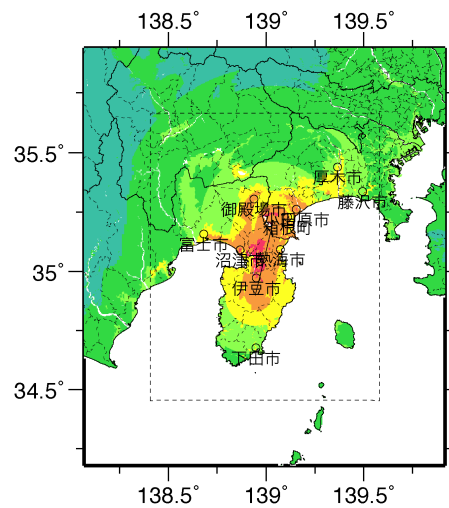 138.5° 139° 139.5°
35.5°
厚木市
藤沢市
御殿場市
小田原市
箱根町
富士市
沼津市
熱海市
35°
伊豆市
下田市
34.5°
138.5° 139° 139.5°